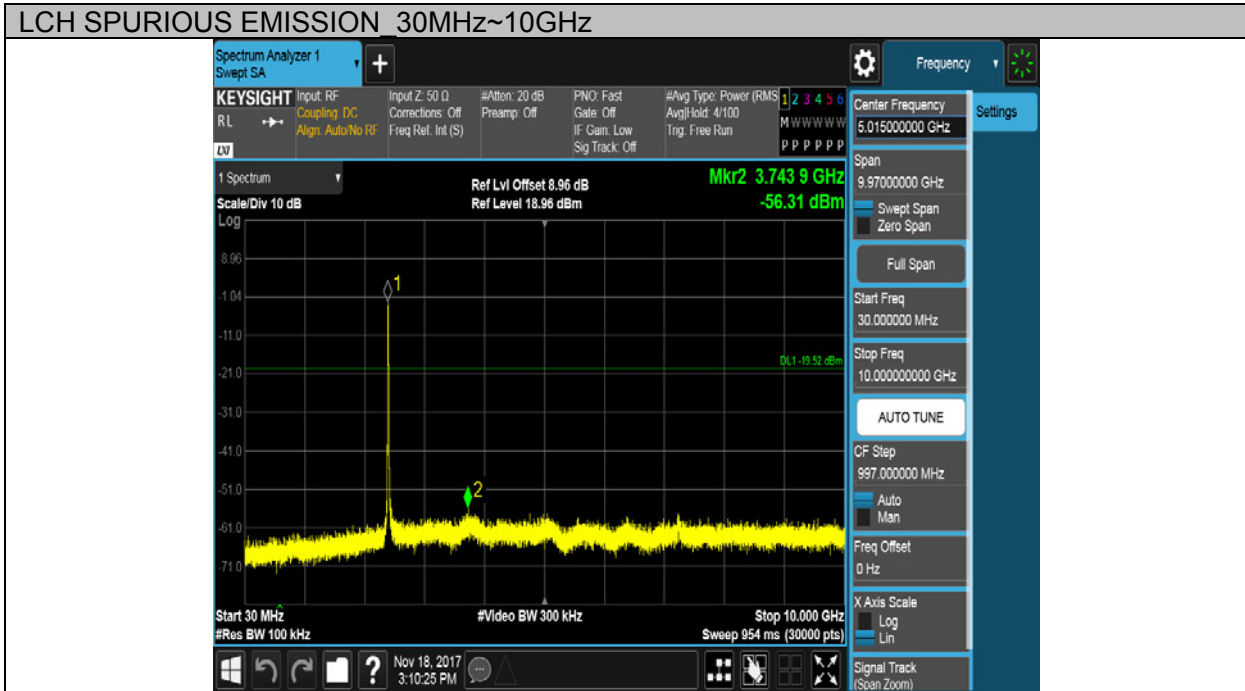 LCH SPURIOUS EMISSION_30MHz~10GHz
Spectrum Analyzer 1
Swept SA
+
Frequency
KEYSIGHT
RL
LXI
Input: RF
Coupling: DC
Align: Auto/No RF
Input Z: 50 Ω
Corrections: Off
Freq Ref: Int (S)
#Atten: 20 dB
Preamp: Off
PNO: Fast
Gate: Off
IF Gain: Low
Sig Track: Off
#Avg Type: Power (RMS
Avg|Hold: 4/100
Trig: Free Run
1 2 3 4 5 6
M W W W W W
P P P P P P
1 Spectrum
Scale/Div 10 dB
Log
Ref Lvl Offset 8.96 dB
Ref Level 18.96 dBm
Mkr2 3.743 9 GHz
-56.31 dBm
8.96
-1.04
-11.0
-21.0
-31.0
-41.0
-51.0
-61.0
-71.0
1
2
DL1 -19.52 dBm
Start 30 MHz
#Res BW 100 kHz
#Video BW 300 kHz
Stop 10.000 GHz
Sweep 954 ms (30000 pts)
?
Nov 18, 2017
3:10:25 PM
Center Frequency
5.015000000 GHz
Settings
Span
9.97000000 GHz
Swept Span
Zero Span
Full Span
Start Freq
30.000000 MHz
Stop Freq
10.000000000 GHz
AUTO TUNE
CF Step
997.000000 MHz
Auto
Man
Freq Offset
0 Hz
X Axis Scale
Log
Lin
Signal Track
(Span Zoom)